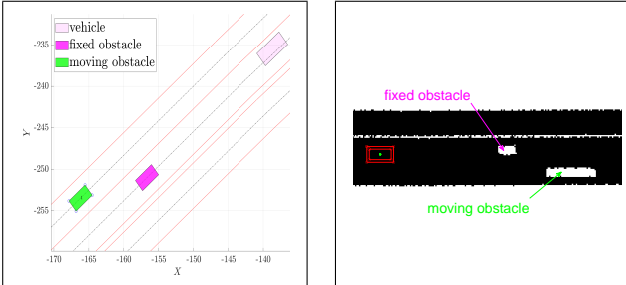 vehicle
fixed obstacle
moving obstacle
-235
-240
-245
-250
-255
Y
-170
-165
-160
-155
-150
-145
-140
X
fixed obstacle
moving obstacle